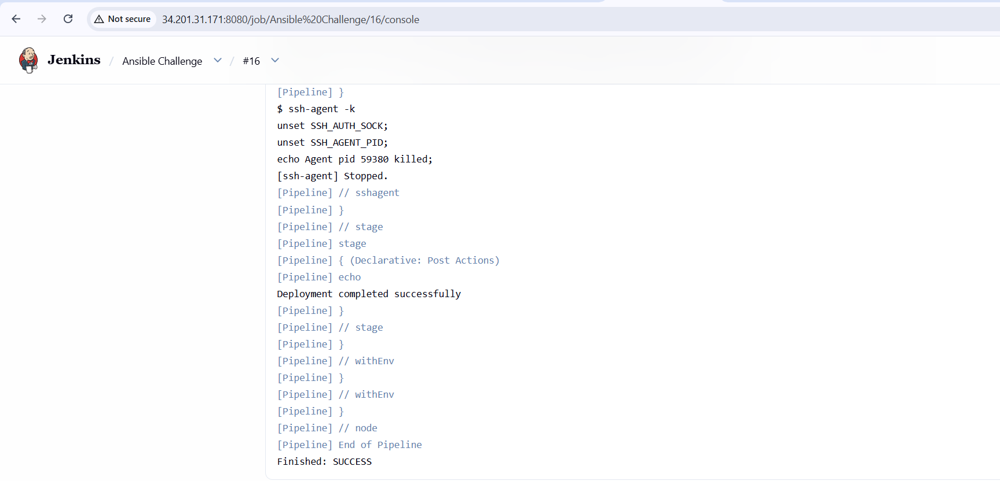 Not secure 34.201.31.171:8080/job/Ansible%20Challenge/16/console
Jenkins / Ansible Challenge / #16
[Pipeline] }
$ ssh-agent -k
unset SSH_AUTH_SOCK;
unset SSH_AGENT_PID;
echo Agent pid 59380 killed;
[ssh-agent] Stopped.
[Pipeline] // sshagent
[Pipeline] }
[Pipeline] // stage
[Pipeline] stage
[Pipeline] { (Declarative: Post Actions)
[Pipeline] echo
Deployment completed successfully
[Pipeline] }
[Pipeline] // stage
[Pipeline] }
[Pipeline] // withEnv
[Pipeline] }
[Pipeline] // withEnv
[Pipeline] }
[Pipeline] // node
[Pipeline] End of Pipeline
Finished: SUCCESS